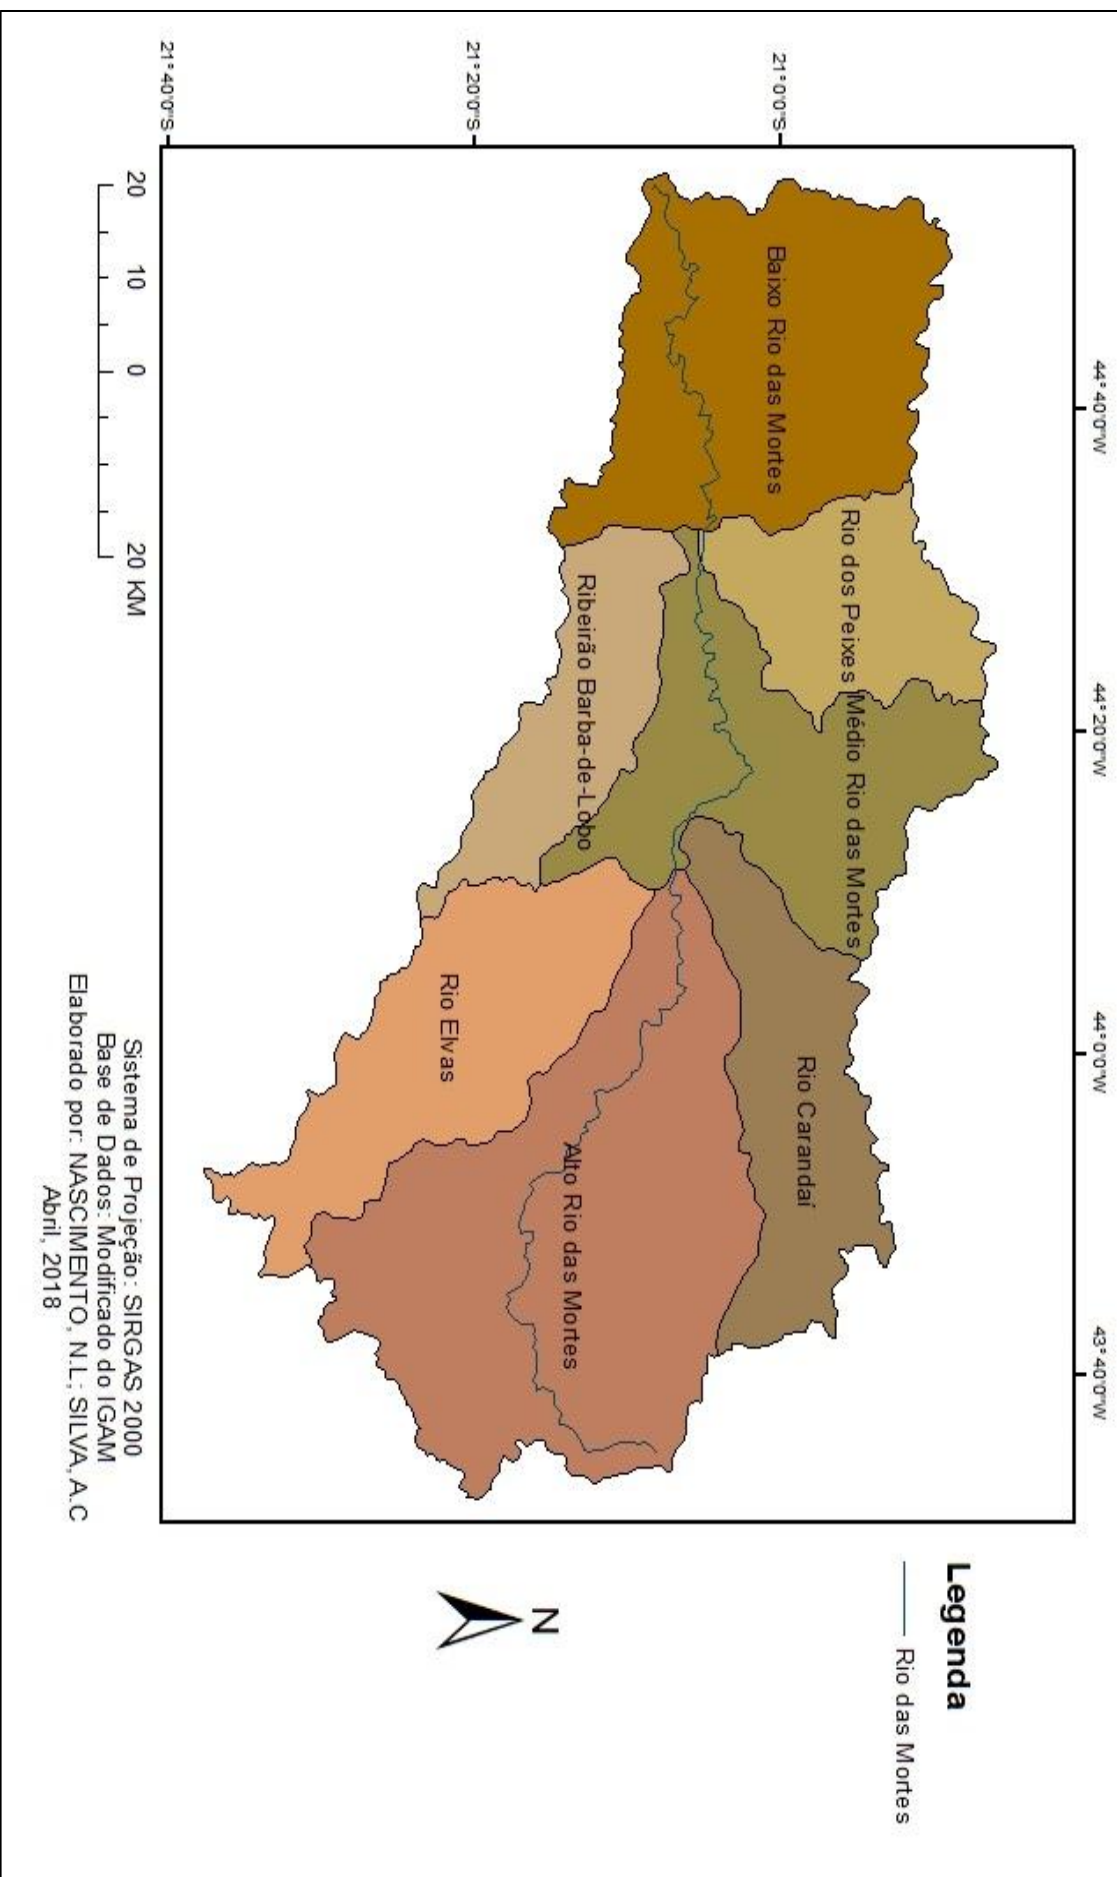 44°40'0"W
44°20'0"W
44°0'0"W
43°40'0"W
21°0'0"S
21°20'0"S
21°40'0"S
Baixo Rio das Mortes
Rio dos Peixes
Médio Rio das Mortes
Ribeirão Barba-de-Lobo
Rio Carandaí
Alto Rio das Mortes
Rio Elvas
Legenda
Rio das Mortes
N
20 10 0 20 KM
Sistema de Projeção: SIRGAS 2000
Base de Dados: Modificado do IGAM
Elaborado por: NASCIMENTO, N.L.; SILVA, A.C
Abril, 2018